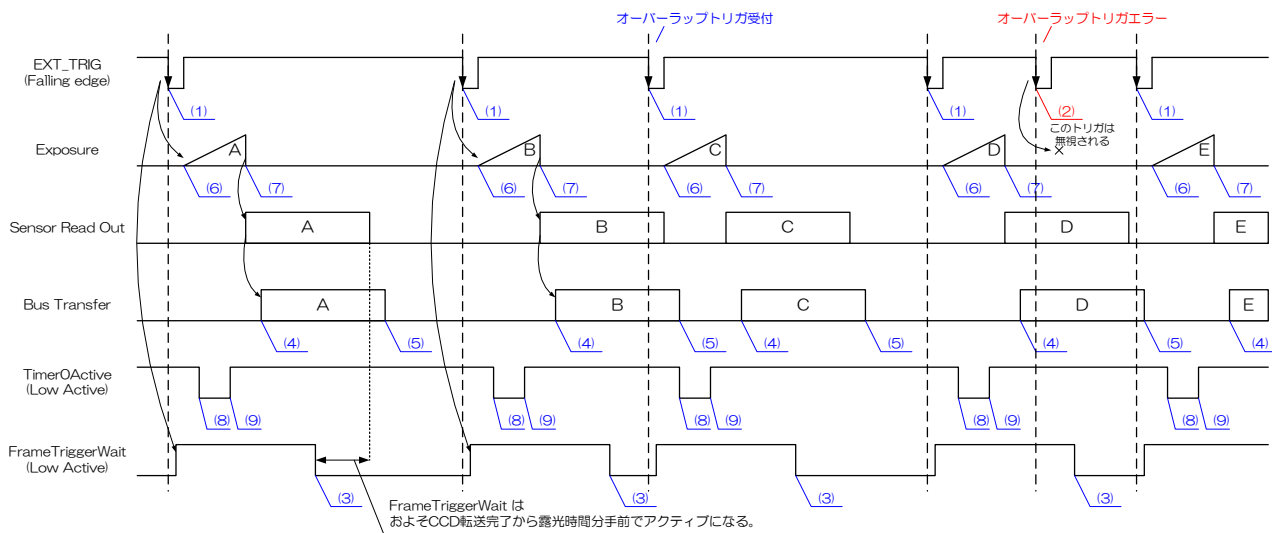 オーバーラップトリガ受付 オーバーラップトリガエラー
EXT_TRIG
(Falling edge)
(1) (1) (1) (1) (2) (1)
このトリガは
無視される
×
Exposure A B C D E
(6) (7) (6) (7) (6) (7) (6) (7) (6) (7)
Sensor Read Out A B C D E
Bus Transfer A B C D E
(4) (5) (4) (5) (4) (5) (4) (5) (4)
Timer0Active
(Low Active)
(8) (9) (8) (9) (8) (9) (8) (9) (8) (9)
FrameTriggerWait
(Low Active)
(3) (3) (3) (3)
FrameTriggerWait は
およそCCD転送完了から露光時間分手前でアクティブになる。